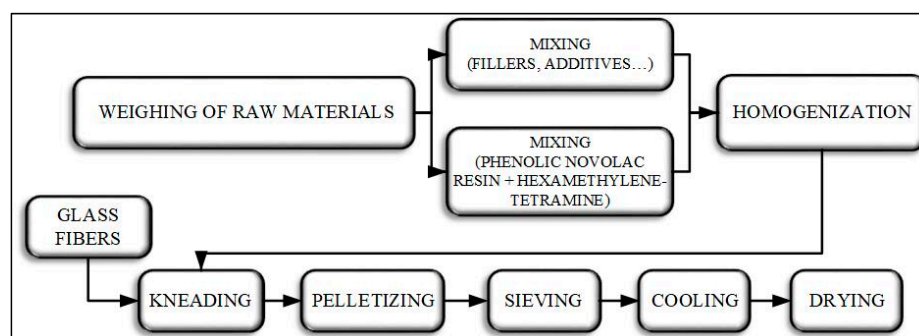 WEIGHING OF RAW MATERIALS
MIXING
(FILLERS, ADDITIVES…)
MIXING
(PHENOLIC NOVOLAC
RESIN + HEXAMETHYLENE-
TETRAMINE)
HOMOGENIZATION
GLASS
FIBERS
KNEADING
PELLETIZING
SIEVING
COOLING
DRYING